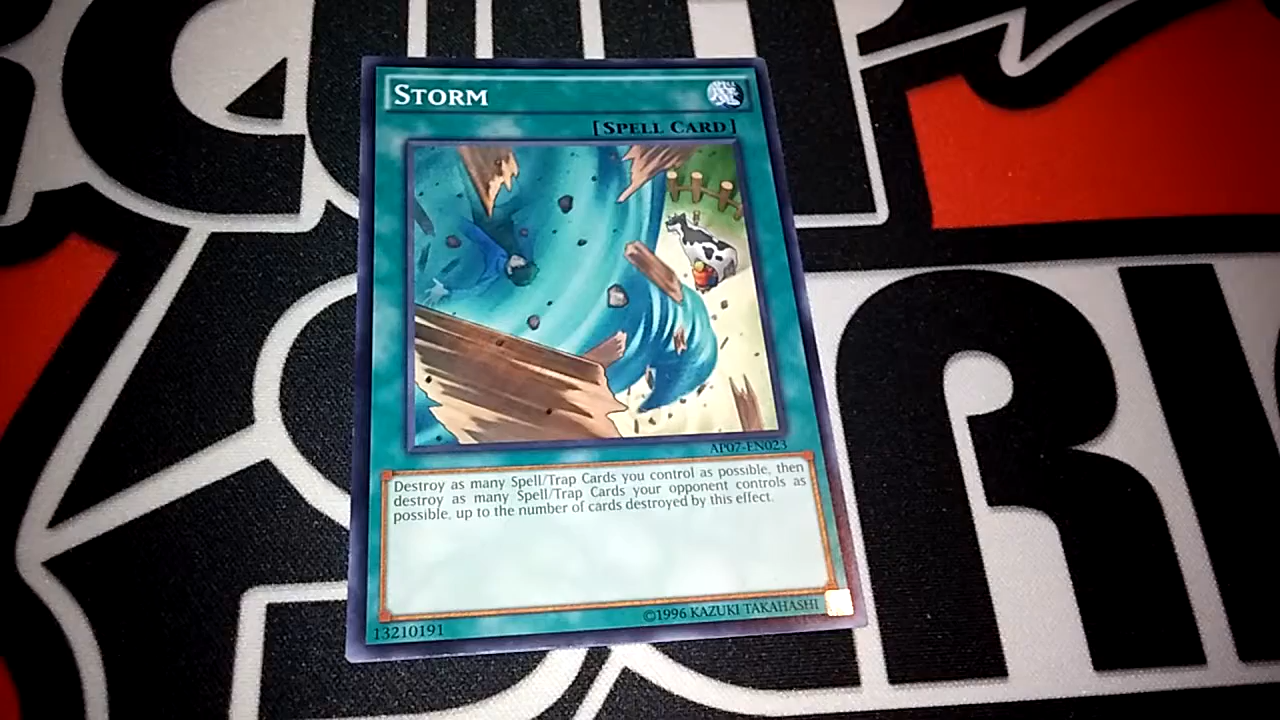 STORM
[SPELL CARD]
AP07-EN023
Destroy as many Spell/Trap Cards you control as possible, then
destroy as many Spell/Trap Cards your opponent controls as
possible, up to the number of cards destroyed by this effect.
13210191
©1996 KAZUKI TAKAHASHI